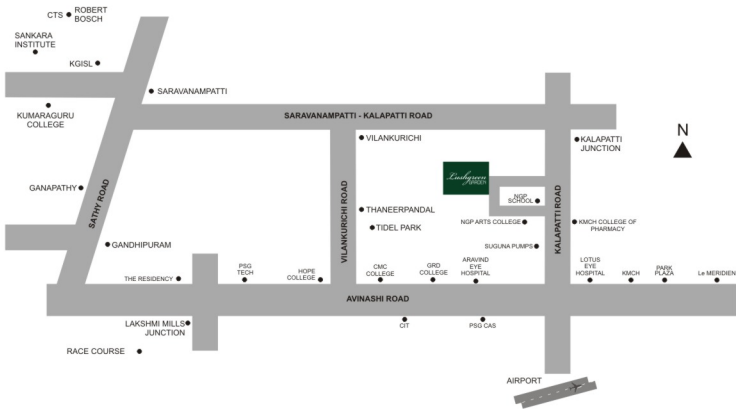 ROBERT
CTS
BOSCH
SANKARA
INSTITUTE
KGISL
SARAVANAMPATTI
KUMARAGURU
COLLEGE
SARAVANAMPATTI - KALAPATTI ROAD
VILANKURICHI
KALAPATTI
JUNCTION
N
GANAPATHY
SATHY ROAD
Lushgreen
GARDEN
NGP
SCHOOL
THANEERPANDAL
TIDEL PARK
NGP ARTS COLLEGE
KMCH COLLEGE OF
PHARMACY
VILANKURICHI ROAD
KALAPATTI ROAD
GANDHIPURAM
SUGUNA PUMPS
THE RESIDENCY
PSG
TECH
HOPE
COLLEGE
CMC
COLLEGE
GRD
COLLEGE
ARAVIND
EYE
HOSPITAL
LOTUS
EYE
HOSPITAL
KMCH
PARK
PLAZA
Le MERIDIEN
AVINASHI ROAD
LAKSHMI MILLS
JUNCTION
CIT
PSG CAS
RACE COURSE
AIRPORT